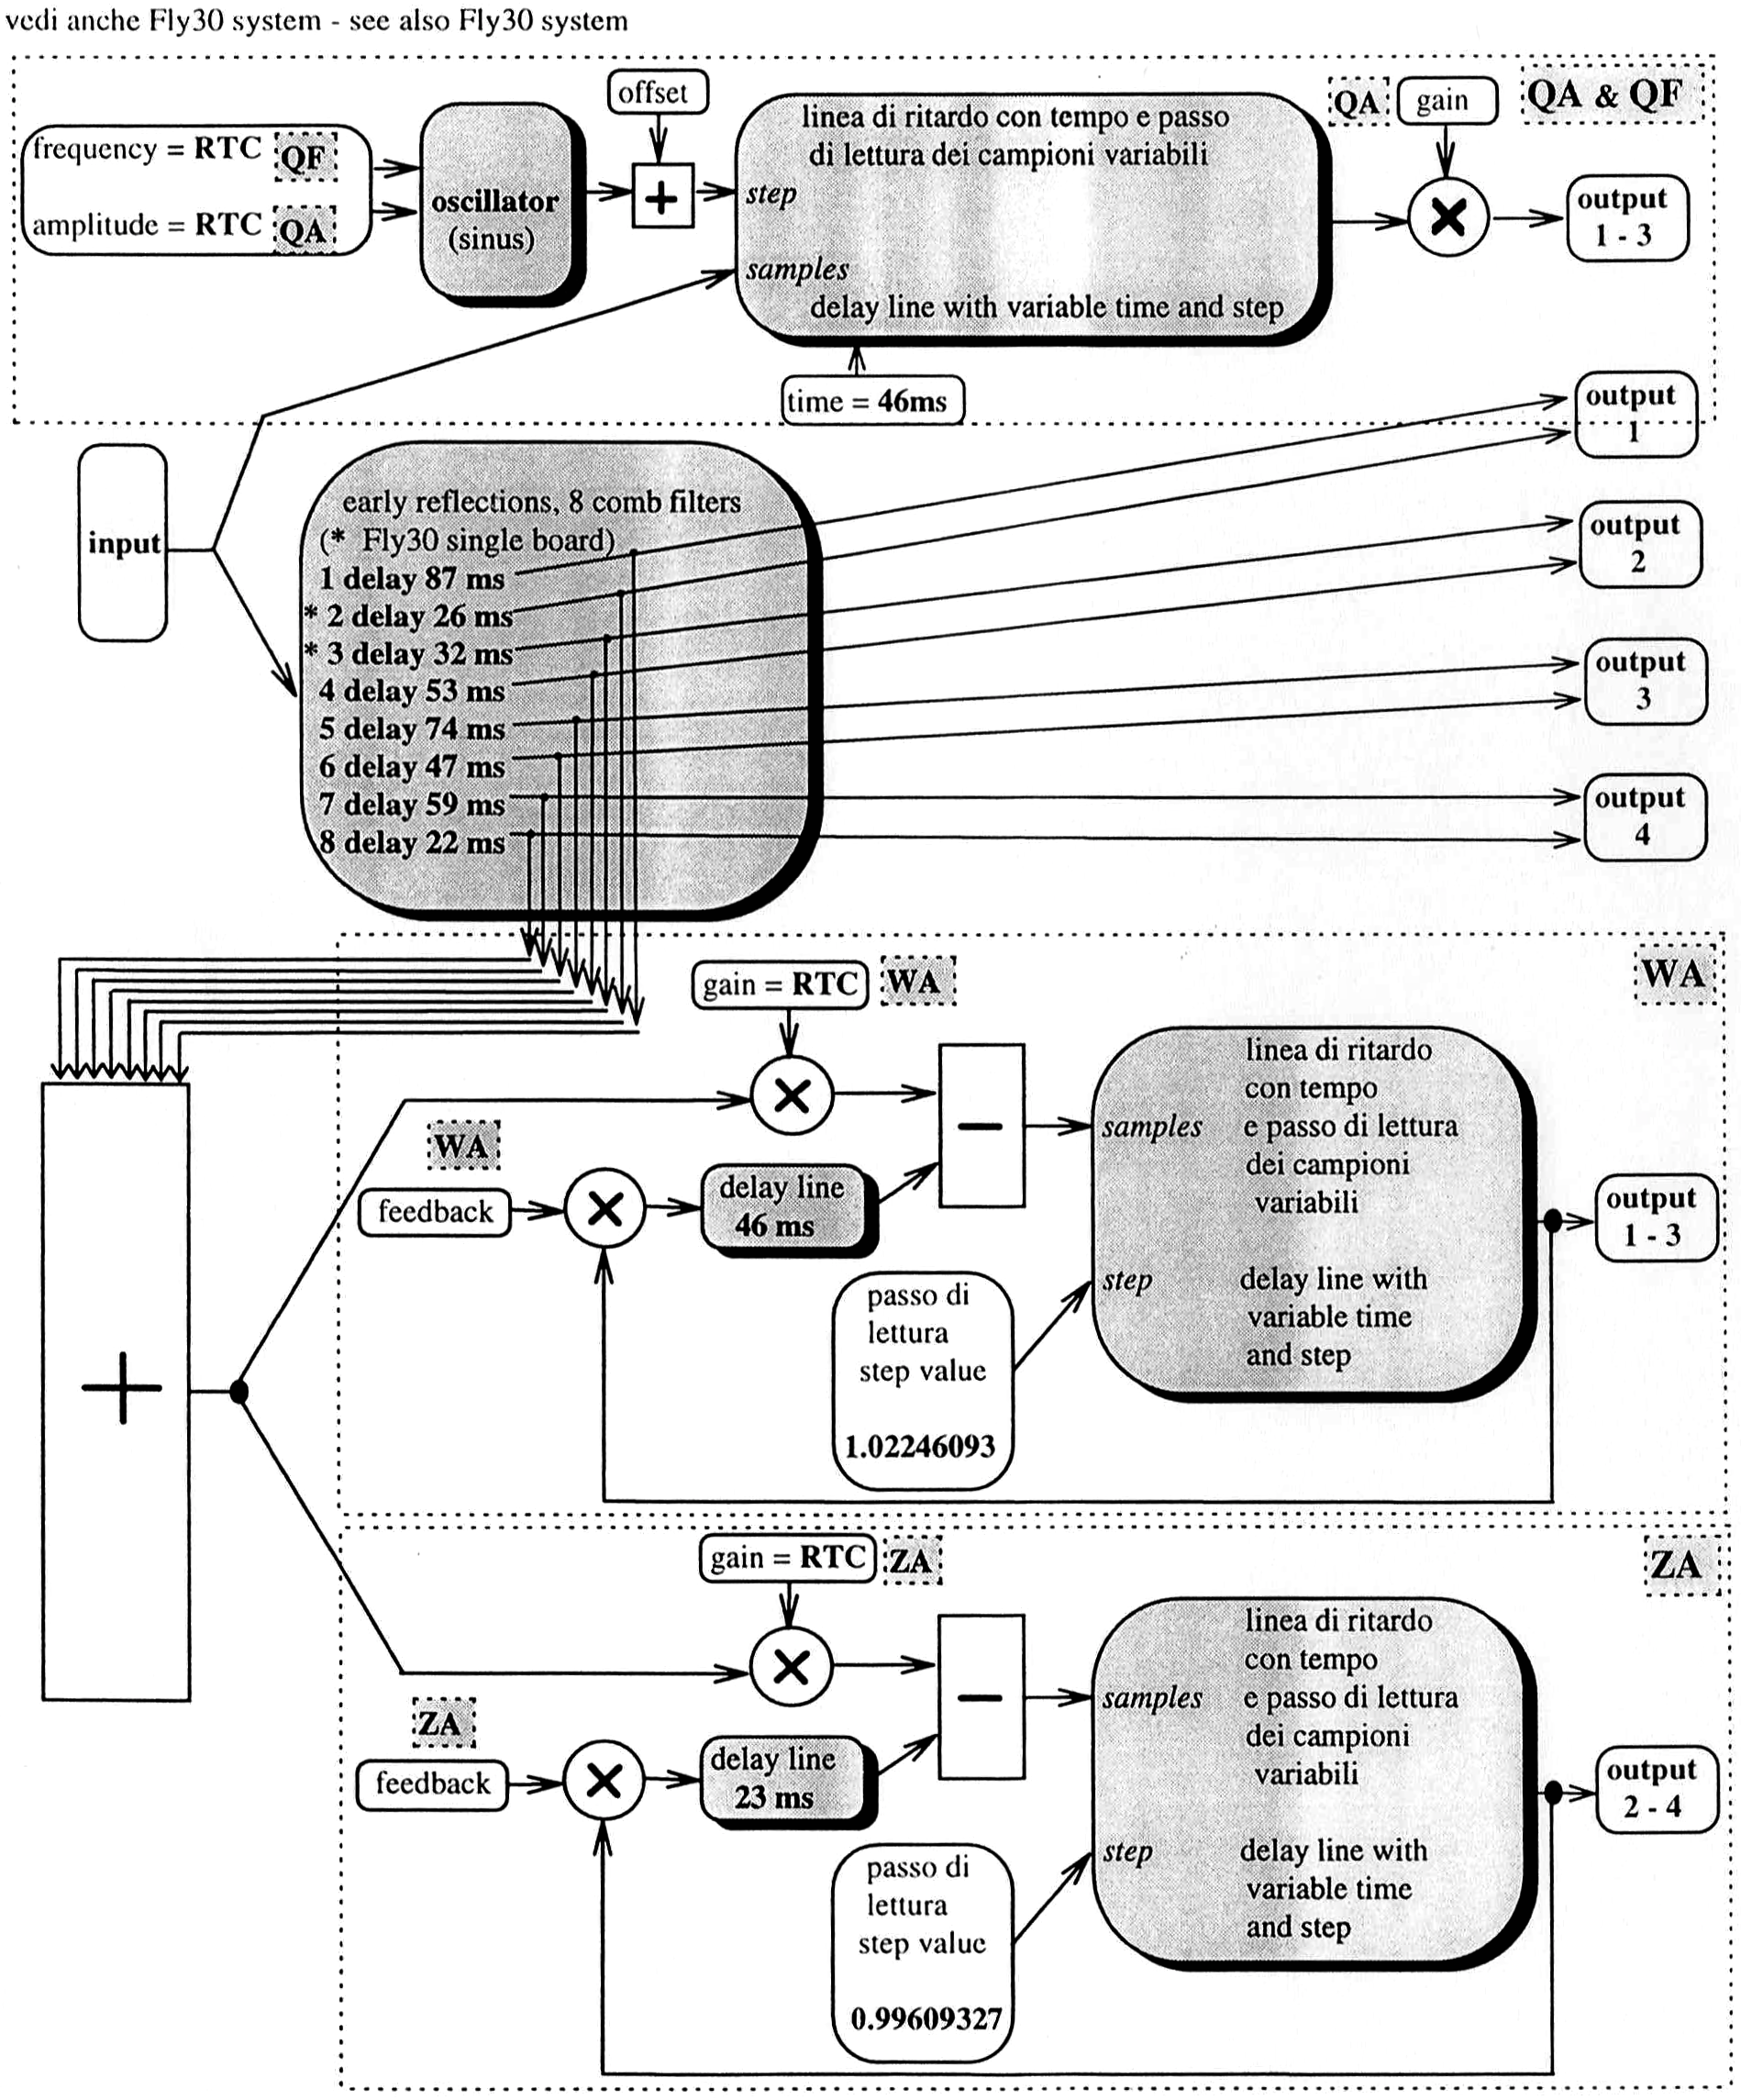 vedi anche Fly30 system - see also Fly30 system
offset
QA
gain
QA & QF
frequency = RTC QF
amplitude = RTC QA
oscillator
(sinus)
+
linea di ritardo con tempo e passo
di lettura dei campioni variabili
step
samples
delay line with variable time and step
output
1 - 3
time = 46ms
output
1
input
early reflections, 8 comb filters
(* Fly30 single board)
1 delay 87 ms
* 2 delay 26 ms
* 3 delay 32 ms
4 delay 53 ms
5 delay 74 ms
6 delay 47 ms
7 delay 59 ms
8 delay 22 ms
output
2
output
3
output
4
+
gain = RTC WA
WA
WA
feedback
delay line
46 ms
−
linea di ritardo
con tempo
samples e passo di lettura
dei campioni
variabili
step delay line with
variable time
and step
passo di
lettura
step value
1.02246093
output
1 - 3
gain = RTC ZA
ZA
ZA
feedback
delay line
23 ms
−
linea di ritardo
con tempo
samples e passo di lettura
dei campioni
variabili
step delay line with
variable time
and step
passo di
lettura
step value
0.99609327
output
2 - 4